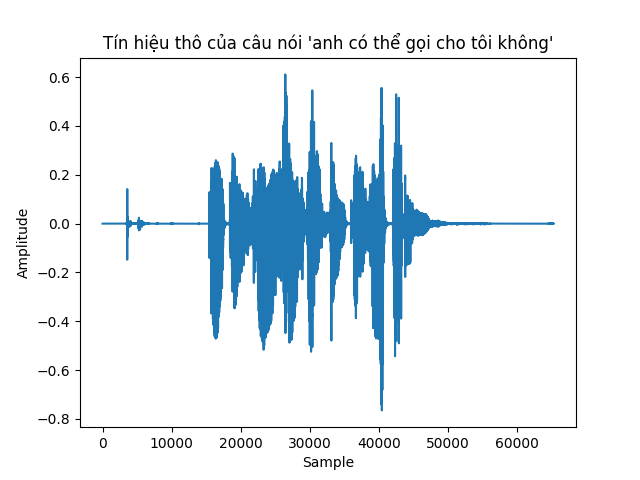 Tín hiệu thô của câu nói 'anh có thể gọi cho tôi không'
0.6
0.4
0.2
0.0
−0.2
−0.4
−0.6
−0.8
Amplitude
0 10000 20000 30000 40000 50000 60000
Sample